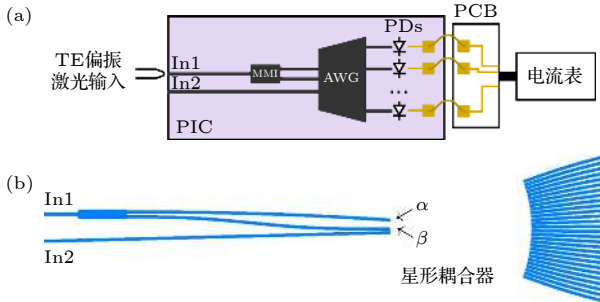 (a)
PDs
PCB
TE偏振
激光输入
In1
In2
MMI
AWG
...
PIC
电流表
(b)
In1
In2
α
β
星形耦合器